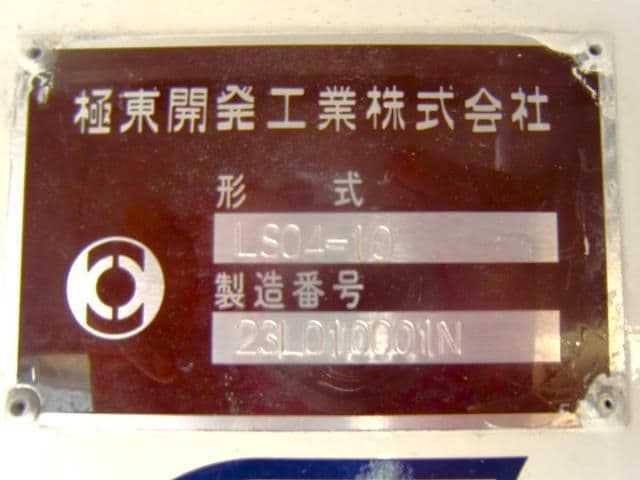 極東開発工業株式会社
形 式
LS04-10
製造番号
23L010001N